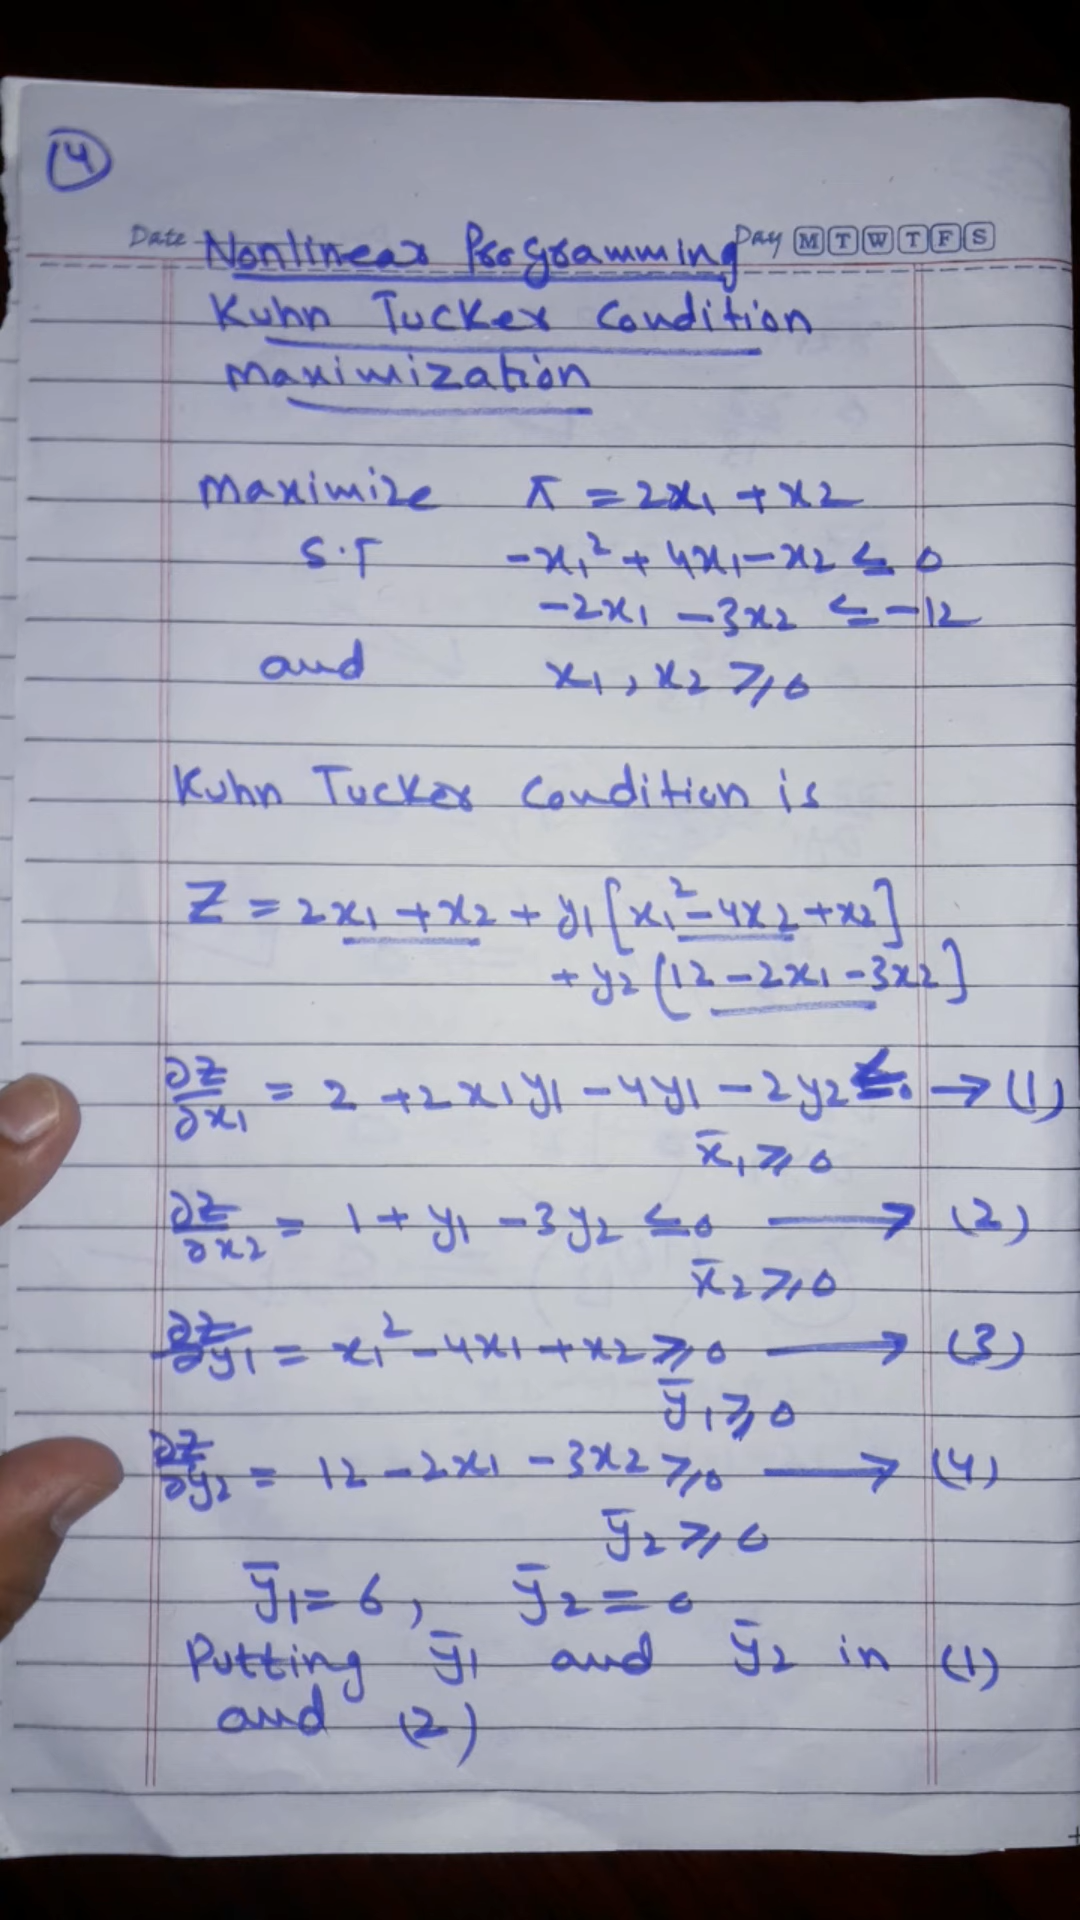 4
Date Nonlinear Programming Day M T W T F S
Kuhn Tucker Condition
Maximization
Maximize π = 2x₁ + x₂
S.T -x₁² + 4x₁ - x₂ ≤ 0
-2x₁ - 3x₂ ≤ -12
and x₁, x₂ ≥ 0
Kuhn Tucker Condition is
Z = 2x₁ + x₂ + y₁[x₁² - 4x₂ + x₂]
+ y₂(12 - 2x₁ - 3x₂]
∂Z/∂x₁ = 2 + 2x₁y₁ - 4y₁ - 2y₂ ≤ 0 → (1)
x̄₁ ≥ 0
∂Z/∂x₂ = 1 + y₁ - 3y₂ ≤ 0 → (2)
x̄₂ ≥ 0
∂Z/∂y₁ = x₁² - 4x₁ + x₂ ≥ 0 → (3)
ȳ₁ ≥ 0
∂Z/∂y₂ = 12 - 2x₁ - 3x₂ ≥ 0 → (4)
ȳ₂ ≥ 0
ȳ₁ = 6, ȳ₂ = 0
Putting ȳ₁ and ȳ₂ in (1)
and (2)